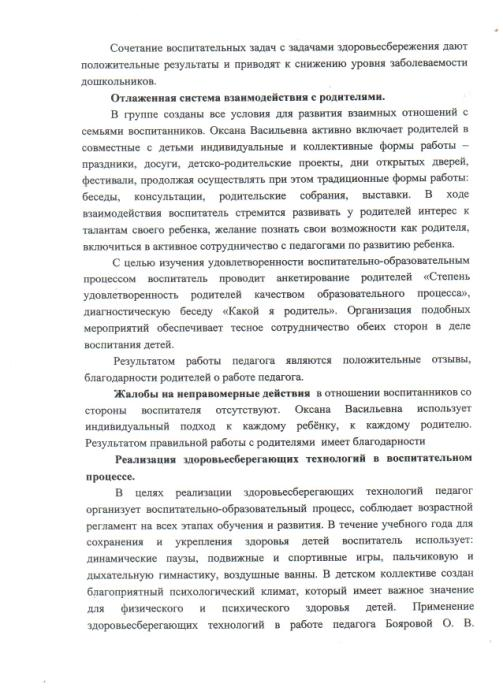 Сочетание воспитательных задач с задачами здоровьесбережения дают
положительные результаты и приводят к снижению уровня заболеваемости
дошкольников.
Отлаженная система взаимодействия с родителями.
В группе созданы все условия для развития взаимных отношений с
семьями воспитанников. Оксана Васильевна активно включает родителей в
совместные с детьми индивидуальные и коллективные формы работы –
праздники, досуги, детско-родительские проекты, дни открытых дверей,
фестивали, продолжая осуществлять при этом традиционные формы работы:
беседы, консультации, родительские собрания, выставки. В ходе
взаимодействия воспитатель стремится развивать у родителей интерес к
талантам своего ребенка, желание познать свои возможности как родителя,
включиться в активное сотрудничество с педагогами по развитию ребенка.
С целью изучения удовлетворенности воспитательно-образовательным
процессом воспитатель проводит анкетирование родителей «Степень
удовлетворенность родителей качеством образовательного процесса»,
диагностическую беседу «Какой я родитель». Организация подобных
мероприятий обеспечивает тесное сотрудничество обеих сторон в деле
воспитания детей.
Результатом работы педагога являются положительные отзывы,
благодарности родителей о работе педагога.
Жалобы на неправомерные действия в отношении воспитанников со
стороны воспитателя отсутствуют. Оксана Васильевна использует
индивидуальный подход к каждому ребёнку, к каждому родителю.
Результатом правильной работы с родителями имеет благодарности
Реализация здоровьесберегающих технологий в воспитательном
процессе.
В целях реализации здоровьесберегающих технологий педагог
организует воспитательно-образовательный процесс, соблюдает возрастной
регламент на всех этапах обучения и развития. В течение учебного года для
сохранения и укрепления здоровья детей воспитатель использует:
динамические паузы, подвижные и спортивные игры, пальчиковую и
дыхательную гимнастику, воздушные ванны. В детском коллективе создан
благоприятный психологический климат, который имеет важное значение
для физического и психического здоровья детей. Применение
здоровьесберегающих технологий в работе педагога Бояровой О. В.